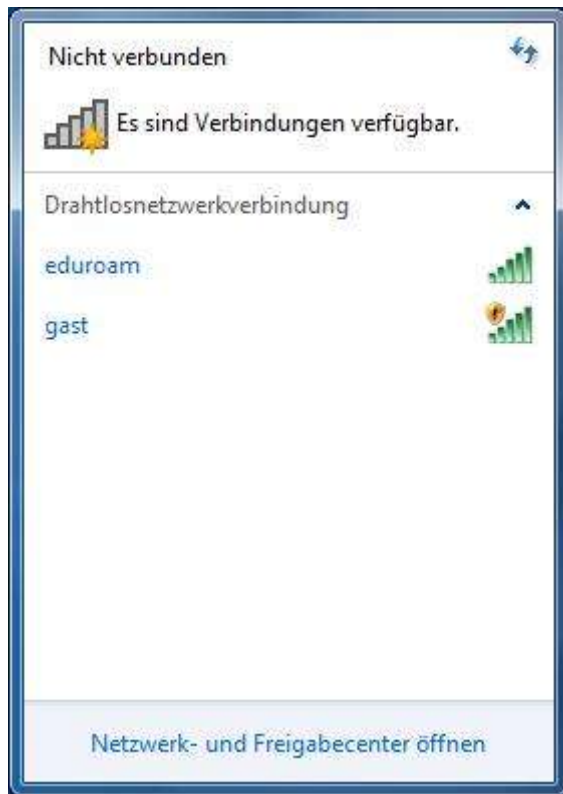 Nicht verbunden
Es sind Verbindungen verfügbar.
Drahtlosnetzwerkverbindung
eduroam
gast
Netzwerk- und Freigabecenter öffnen